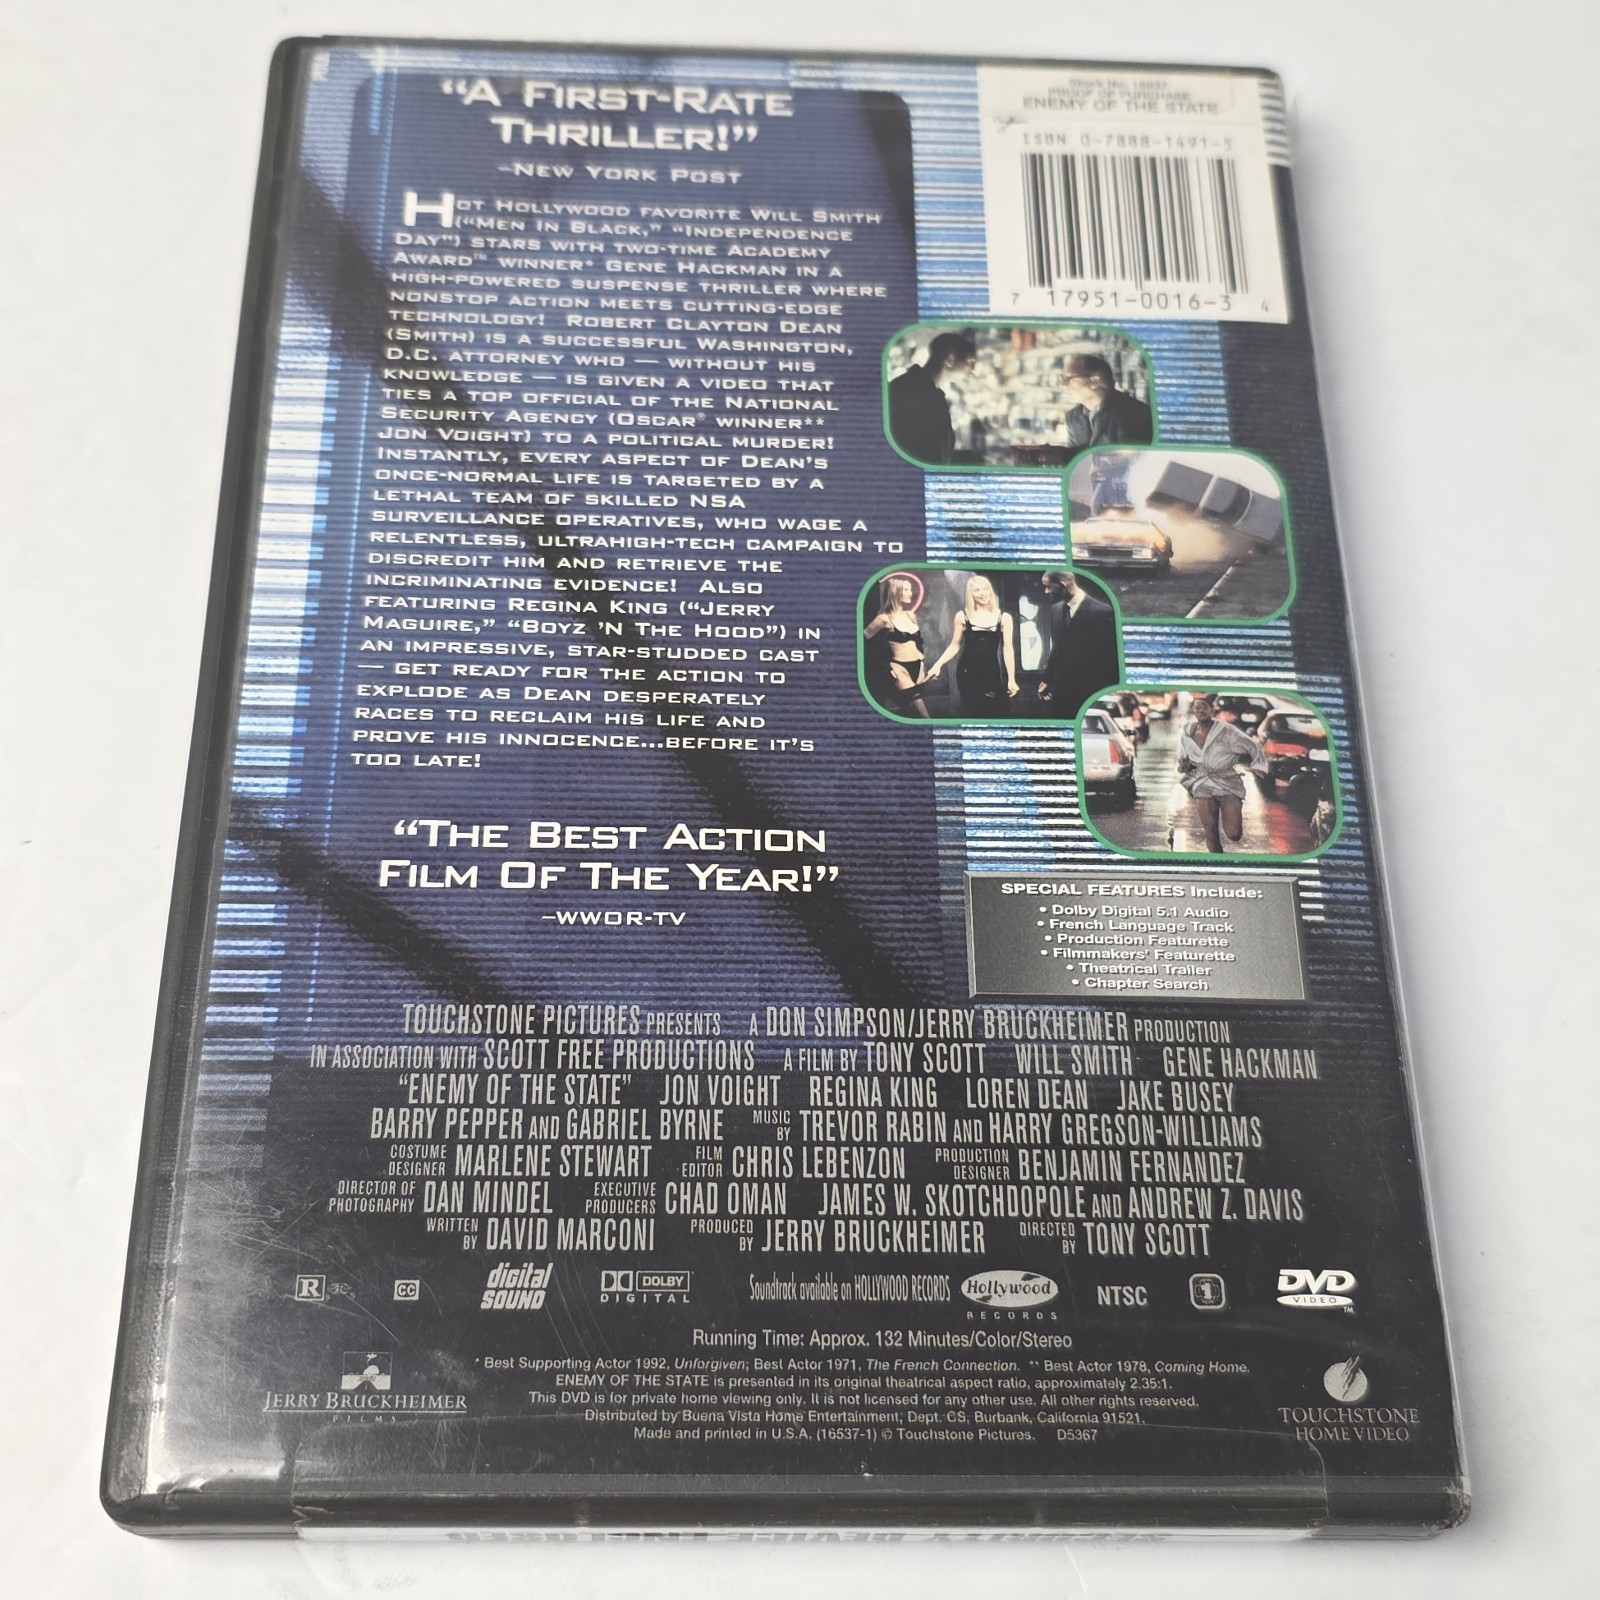 “A First-Rate
Thriller!”
–New York Post
Hot Hollywood favorite Will Smith
(“Men In Black,” “Independence
Day”) stars with two-time Academy
Award™ winner* Gene Hackman in a
high-powered suspense thriller where
nonstop action meets cutting-edge
technology! Robert Clayton Dean
(Smith) is a successful Washington,
D.C. attorney who — without his
knowledge — is given a video that
ties a top official of the National
Security Agency (Oscar® winner**
Jon Voight) to a political murder!
Instantly, every aspect of Dean's
once-normal life is targeted by a
lethal team of skilled NSA
surveillance operatives, who wage a
relentless, ultrahigh-tech campaign to
discredit him and retrieve the
incriminating evidence! Also
featuring Regina King (“Jerry
Maguire,” “Boyz 'N The Hood”) in
an impressive, star-studded cast
— get ready for the action to
explode as Dean desperately
races to reclaim his life and
prove his innocence...before it's
too late!
“The Best Action
Film Of The Year!”
–WWOR-TV
PROOF OF PURCHASE
ENEMY OF THE STATE
ISBN 0-7888-1491-5
7 17951-0016-3 4
SPECIAL FEATURES Include:
• Dolby Digital 5.1 Audio
• French Language Track
• Production Featurette
• Filmmakers' Featurette
• Theatrical Trailer
• Chapter Search
TOUCHSTONE PICTURES PRESENTS A DON SIMPSON/JERRY BRUCKHEIMER PRODUCTION
IN ASSOCIATION WITH SCOTT FREE PRODUCTIONS A FILM BY TONY SCOTT WILL SMITH GENE HACKMAN
“ENEMY OF THE STATE” JON VOIGHT REGINA KING LOREN DEAN JAKE BUSEY
BARRY PEPPER AND GABRIEL BYRNE MUSIC BY TREVOR RABIN AND HARRY GREGSON-WILLIAMS
COSTUME DESIGNER MARLENE STEWART FILM EDITOR CHRIS LEBENZON PRODUCTION DESIGNER BENJAMIN FERNANDEZ
DIRECTOR OF PHOTOGRAPHY DAN MINDEL EXECUTIVE PRODUCERS CHAD OMAN JAMES W. SKOTCHDOPOLE AND ANDREW Z. DAVIS
WRITTEN BY DAVID MARCONI PRODUCED BY JERRY BRUCKHEIMER DIRECTED BY TONY SCOTT
R CC digital SOUND DOLBY DIGITAL Soundtrack available on HOLLYWOOD RECORDS Hollywood RECORDS NTSC 1 DVD VIDEO ™
Running Time: Approx. 132 Minutes/Color/Stereo
* Best Supporting Actor 1992, Unforgiven; Best Actor 1971, The French Connection. ** Best Actor 1978, Coming Home.
ENEMY OF THE STATE is presented in its original theatrical aspect ratio, approximately 2.35:1.
This DVD is for private home viewing only. It is not licensed for any other use. All other rights reserved.
Distributed by Buena Vista Home Entertainment, Dept. CS, Burbank, California 91521.
Made and printed in U.S.A. (16537-1) © Touchstone Pictures. D5367
JERRY BRUCKHEIMER
FILMS
TOUCHSTONE
HOME VIDEO